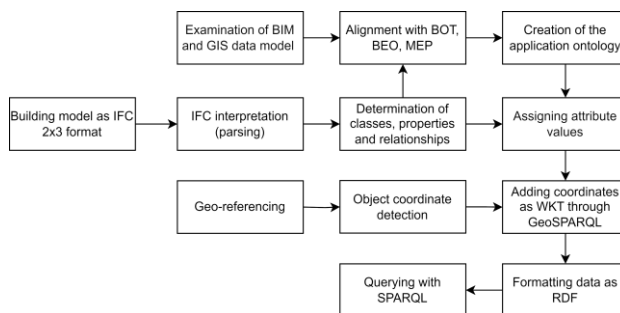 Examination of BIM
and GIS data model
Alignment with BOT,
BEO, MEP
Creation of the
application ontology
Building model as IFC
2x3 format
IFC interpretation
(parsing)
Determination of
classes, properties
and relationships
Assigning attribute
values
Geo-referencing
Object coordinate
detection
Adding coordinates
as WKT through
GeoSPARQL
Querying with
SPARQL
Formatting data as
RDF